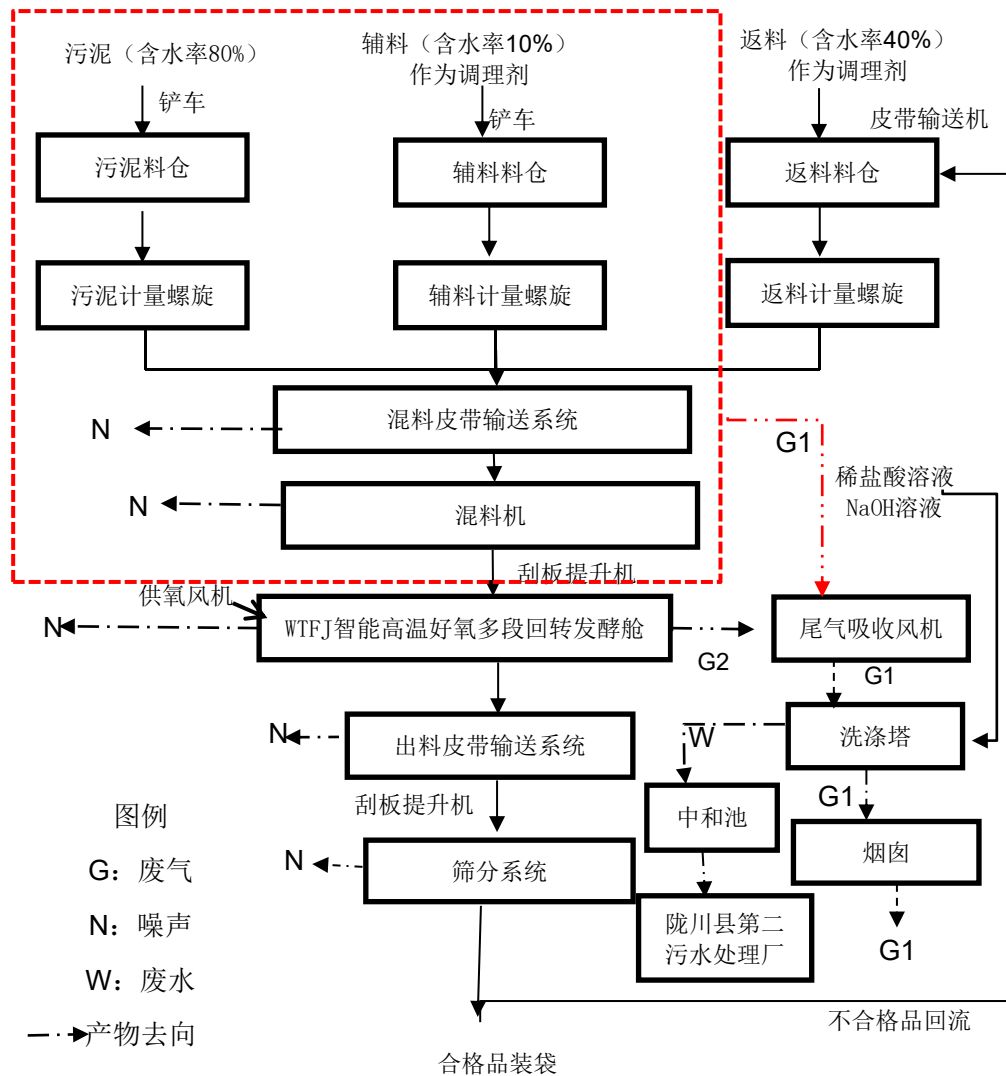 污泥（含水率80%）
辅料（含水率10%）
作为调理剂
返料（含水率40%）
作为调理剂
铲车
铲车
皮带输送机
污泥料仓
辅料料仓
返料料仓
污泥计量螺旋
辅料计量螺旋
返料计量螺旋
混料皮带输送系统
N
G1
混料机
N
稀盐酸溶液
NaOH溶液
刮板提升机
供氧风机
N
WTFJ智能高温好氧多段回转发酵舱
G2
尾气吸收风机
G1
N
出料皮带输送系统
W
洗涤塔
刮板提升机
中和池
G1
烟囱
N
筛分系统
陇川县第二
污水处理厂
G1
图例
G：废气
N：噪声
W：废水
产物去向
不合格品回流
合格品装袋